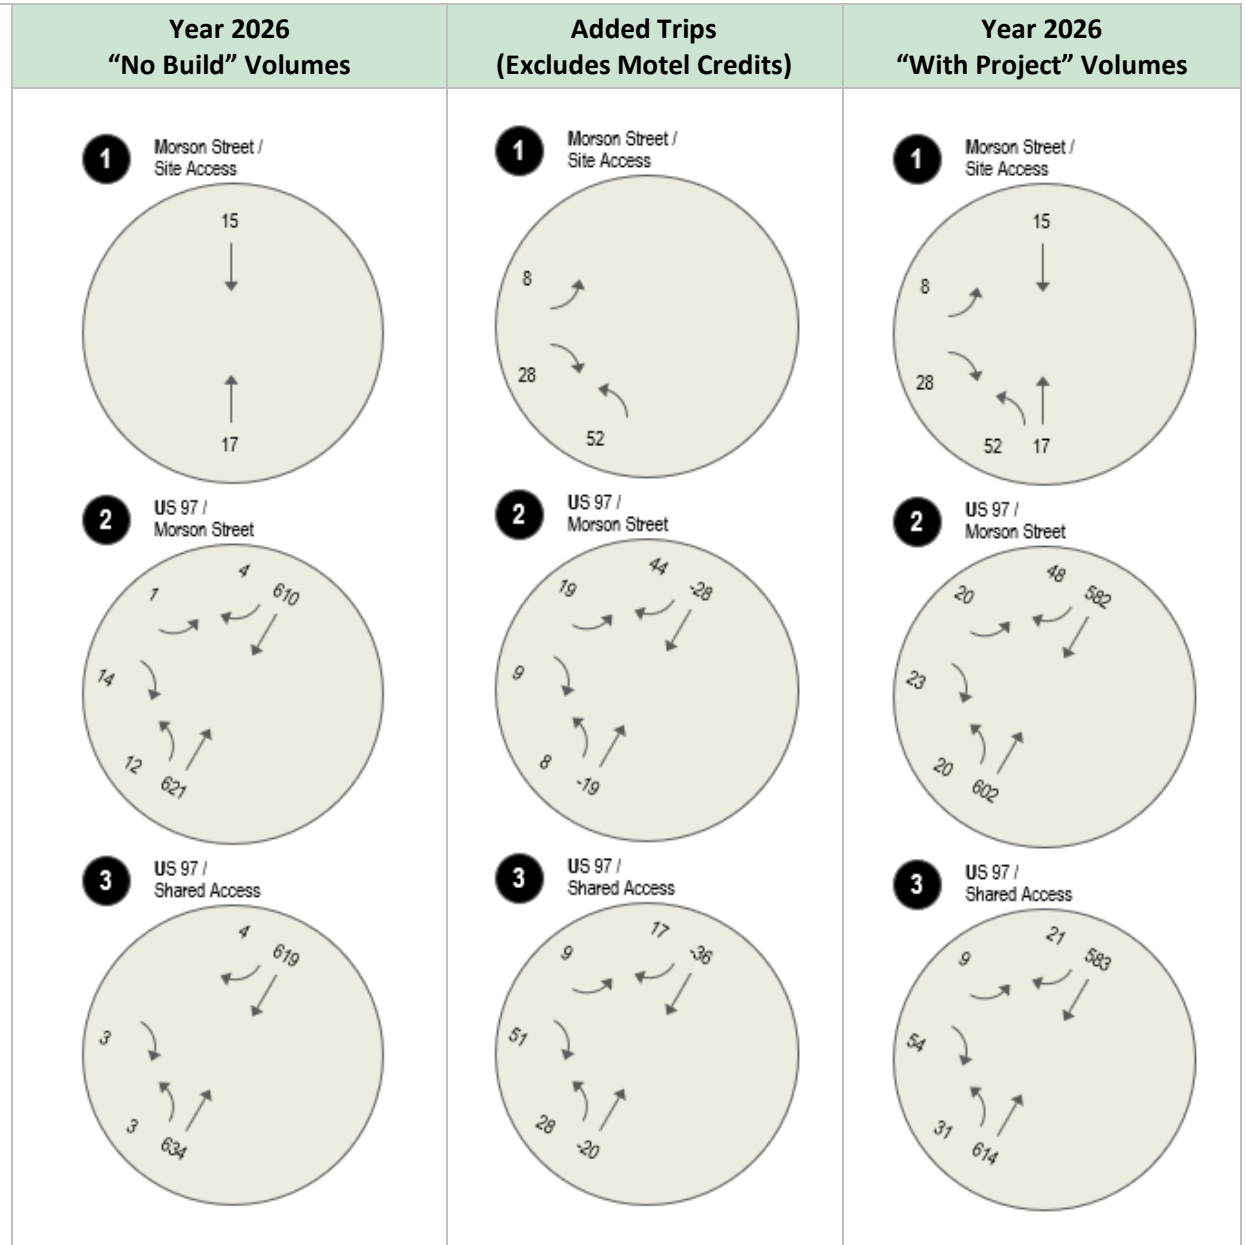 Year 2026
“No Build” Volumes
Added Trips
(Excludes Motel Credits)
Year 2026
“With Project” Volumes
1
Morson Street /
Site Access
15
17
2
US 97 /
Morson Street
1
4
610
14
12
621
3
US 97 /
Shared Access
4
619
3
3
634
1
Morson Street /
Site Access
8
28
52
2
US 97 /
Morson Street
19
44
-28
9
8
-19
3
US 97 /
Shared Access
9
17
-36
51
28
-20
1
Morson Street /
Site Access
15
8
28
52
17
2
US 97 /
Morson Street
20
48
582
23
20
602
3
US 97 /
Shared Access
9
21
583
54
31
614